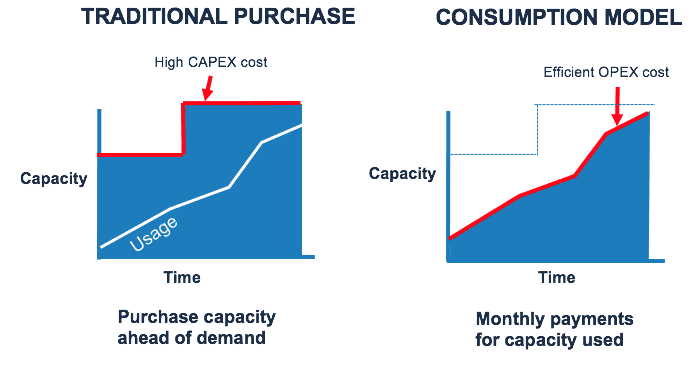 TRADITIONAL PURCHASE
High CAPEX cost
Capacity
Usage
Time
Purchase capacity
ahead of demand
CONSUMPTION MODEL
Efficient OPEX cost
Capacity
Time
Monthly payments
for capacity used